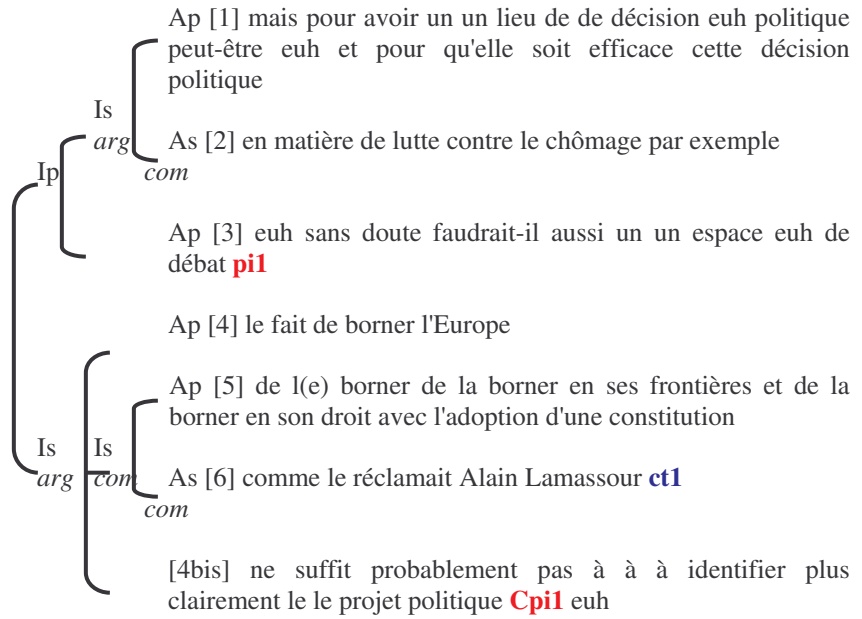 Ap [1] mais pour avoir un un lieu de de décision euh politique
peut-être euh et pour qu'elle soit efficace cette décision
politique
Is
arg
As [2] en matière de lutte contre le chômage par exemple
com
Ip
Ap [3] euh sans doute faudrait-il aussi un un espace euh de
débat pi1
Ap [4] le fait de borner l'Europe
Ap [5] de l(e) borner de la borner en ses frontières et de la
borner en son droit avec l'adoption d'une constitution
Is Is
arg com As [6] comme le réclamait Alain Lamassour ct1
com
[4bis] ne suffit probablement pas à à à identifier plus
clairement le le projet politique Cpi1 euh